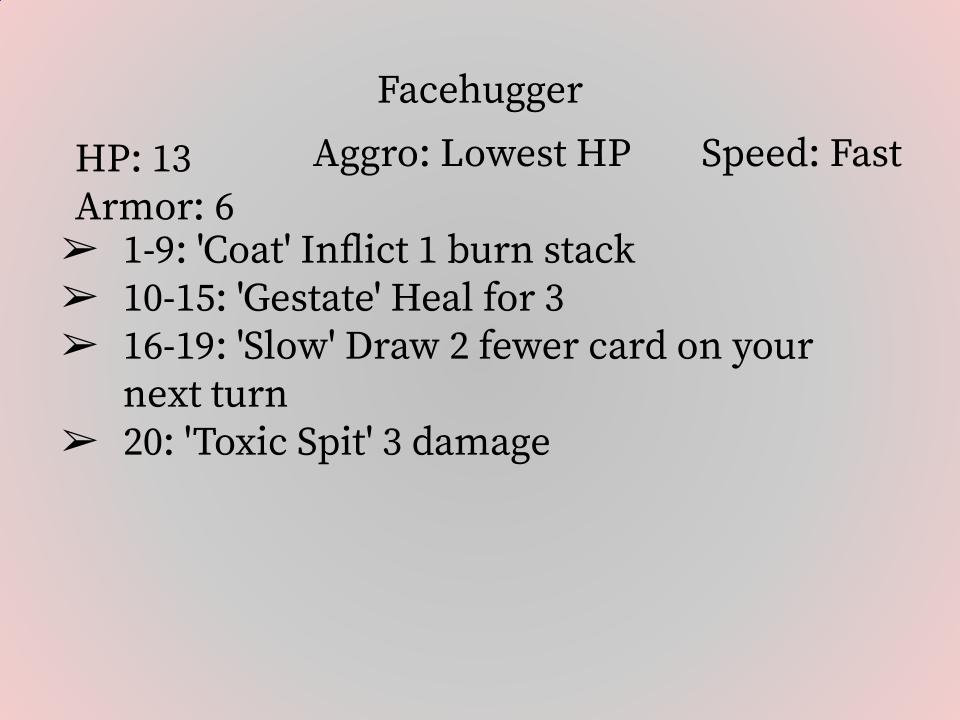 Facehugger
HP: 13
Aggro: Lowest HP
Speed: Fast
Armor: 6
➢ 1-9: 'Coat' Inflict 1 burn stack
➢ 10-15: 'Gestate' Heal for 3
➢ 16-19: 'Slow' Draw 2 fewer card on your
next turn
➢ 20: 'Toxic Spit' 3 damage